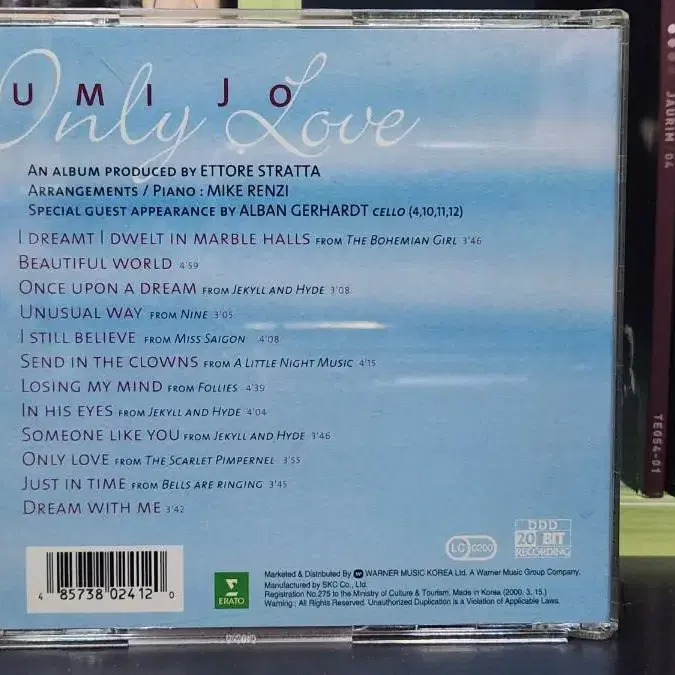 UMI JO
Only Love
AN ALBUM PRODUCED BY ETTORE STRATTA
ARRANGEMENTS / PIANO : MIKE RENZI
SPECIAL GUEST APPEARANCE BY ALBAN GERHARDT CELLO (4,10,11,12)
I DREAMT I DWELT IN MARBLE HALLS FROM THE BOHEMIAN GIRL 3'46
BEAUTIFUL WORLD 4'59
ONCE UPON A DREAM FROM JEKYLL AND HYDE 3'08
UNUSUAL WAY FROM NINE 3'05
I STILL BELIEVE FROM MISS SAIGON 4'08
SEND IN THE CLOWNS FROM A LITTLE NIGHT MUSIC 4'15
LOSING MY MIND FROM FOLLIES 4'39
IN HIS EYES FROM JEKYLL AND HYDE 4'04
SOMEONE LIKE YOU FROM JEKYLL AND HYDE 3'46
ONLY LOVE FROM THE SCARLET PIMPERNEL 3'55
JUST IN TIME FROM BELLS ARE RINGING 3'45
DREAM WITH ME 3'42
LC 0200
DDD
20 BIT
RECORDING
4 85738 02412 0
ERATO
Marketed & Distributed By WARNER MUSIC KOREA Ltd. A Warner Music Group Company.
Manufactured by SKC Co., Ltd.
Registration No.275 to the Ministry of Culture & Tourism. Made in Korea (2000. 3. 15.)
Warning : All Rights Reserved. Unauthorized Duplication is a Violation of Applicable Laws.
JAURIM 04
TE054-01